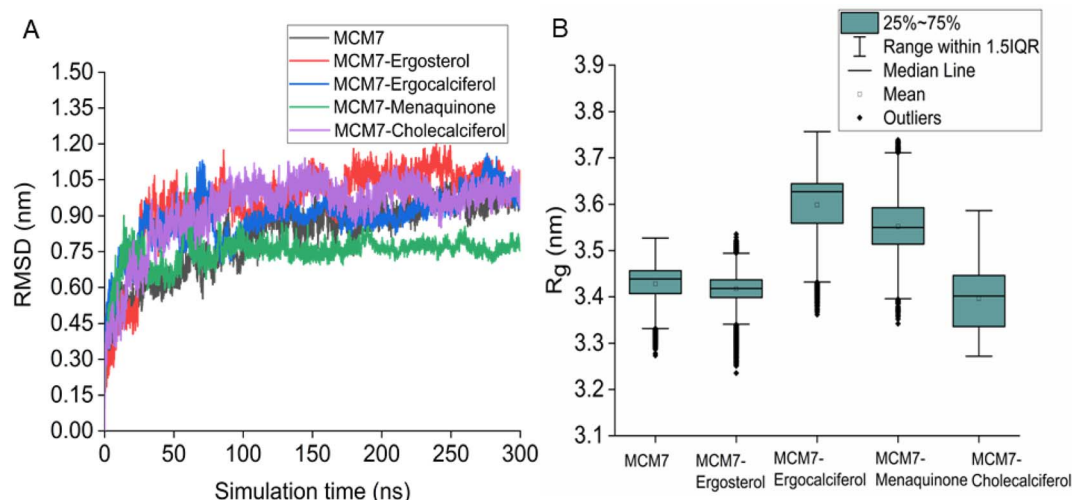 A
MCM7
MCM7-Ergosterol
MCM7-Ergocalciferol
MCM7-Menaquinone
MCM7-Cholecalciferol
1.50
1.35
1.20
1.05
0.90
0.75
0.60
0.45
0.30
0.15
0.00
RMSD (nm)
0 50 100 150 200 250 300
Simulation time (ns)
B
25%~75%
Range within 1.5IQR
Median Line
Mean
Outliers
3.9
3.8
3.7
3.6
3.5
3.4
3.3
3.2
3.1
Rg (nm)
MCM7
MCM7-
Ergosterol
MCM7-
Ergocalciferol
MCM7-
Menaquinone
MCM7-
Cholecalciferol